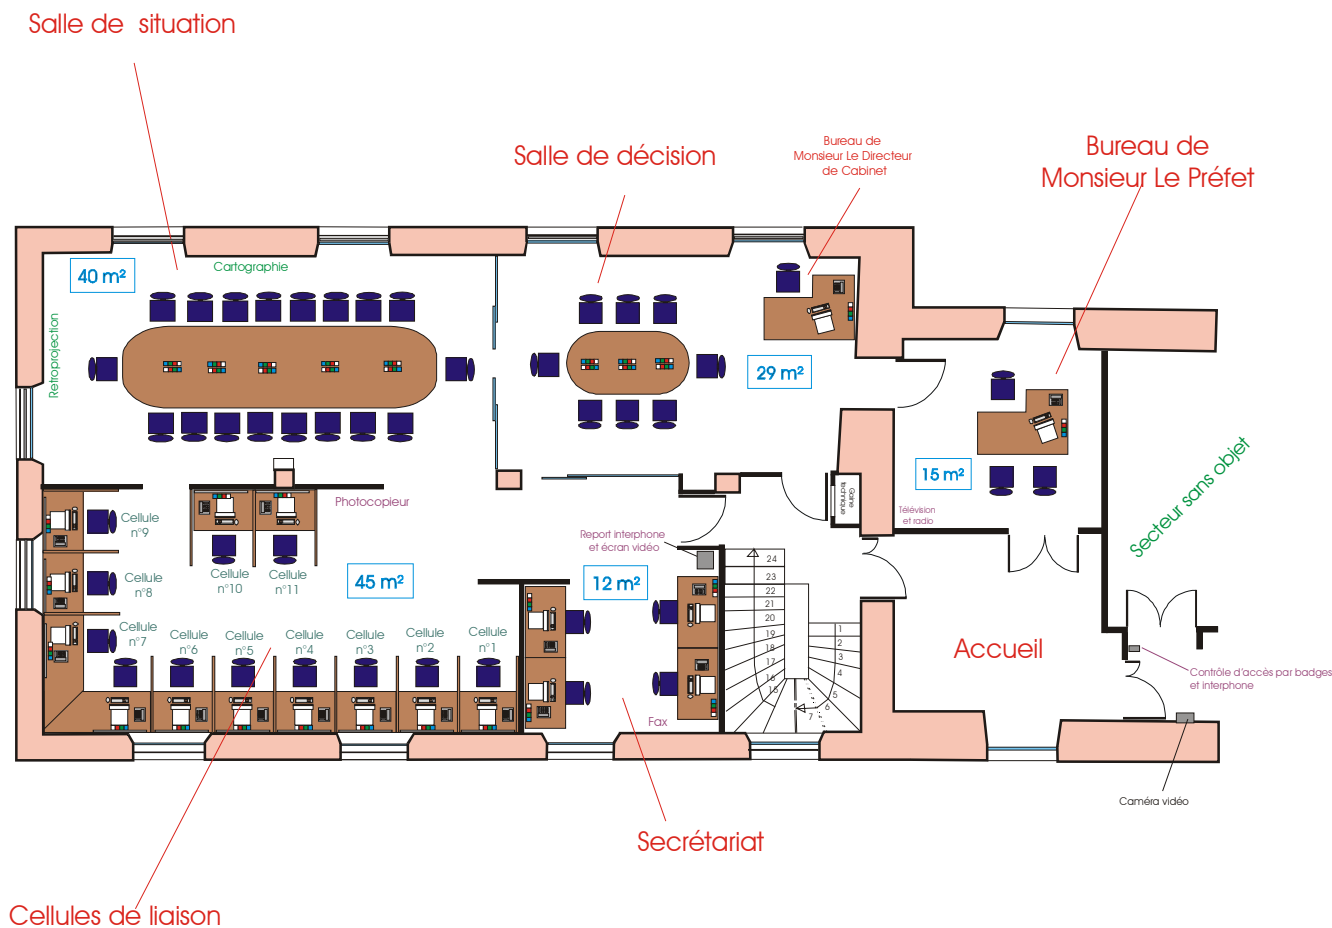 Salle de situation
Salle de décision
Bureau de
Monsieur Le Directeur
de Cabinet
Bureau de
Monsieur Le Préfet
40 m²
Cartographie
Retroprojection
29 m²
15 m²
Télévision
et radio
Gaine
technique
Secteur sans objet
Photocopieur
Cellule
n°9
Cellule
n°10
Cellule
n°11
45 m²
Cellule
n°8
Cellule
n°7
Cellule
n°6
Cellule
n°5
Cellule
n°4
Cellule
n°3
Cellule
n°2
Cellule
n°1
Report interphone
et écran vidéo
12 m²
Fax
24
23
22
21
20
19
18
17
16
15
1
2
3
4
5
6
7
Accueil
Contrôle d'accès par badges
et interphone
Caméra vidéo
Secrétariat
Cellules de liaison